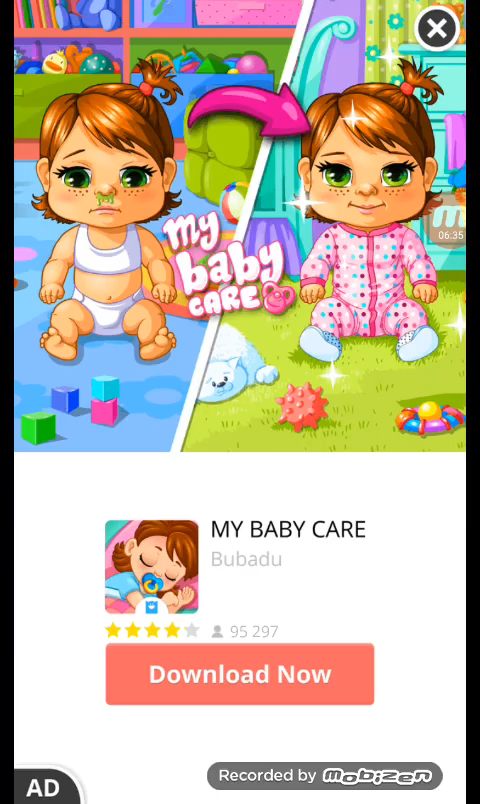 06:35
My
baby
CARE
MY BABY CARE
Bubadu
95 297
Download Now
AD
Recorded by mobizen